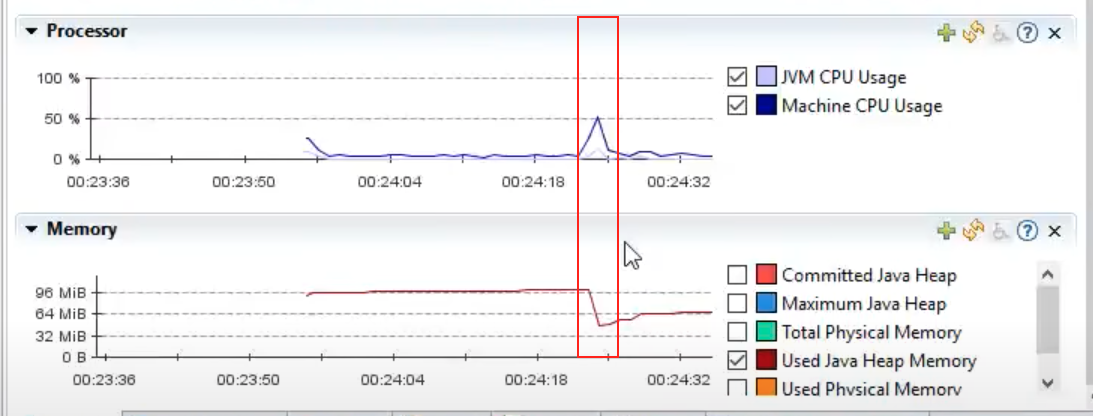 Processor
100 %
50 %
0 %
00:23:36 00:23:50 00:24:04 00:24:18 00:24:32
JVM CPU Usage
Machine CPU Usage
Memory
96 MiB
64 MiB
32 MiB
0 B
00:23:36 00:23:50 00:24:04 00:24:18 00:24:32
Committed Java Heap
Maximum Java Heap
Total Physical Memory
Used Java Heap Memory
Used Physical Memory